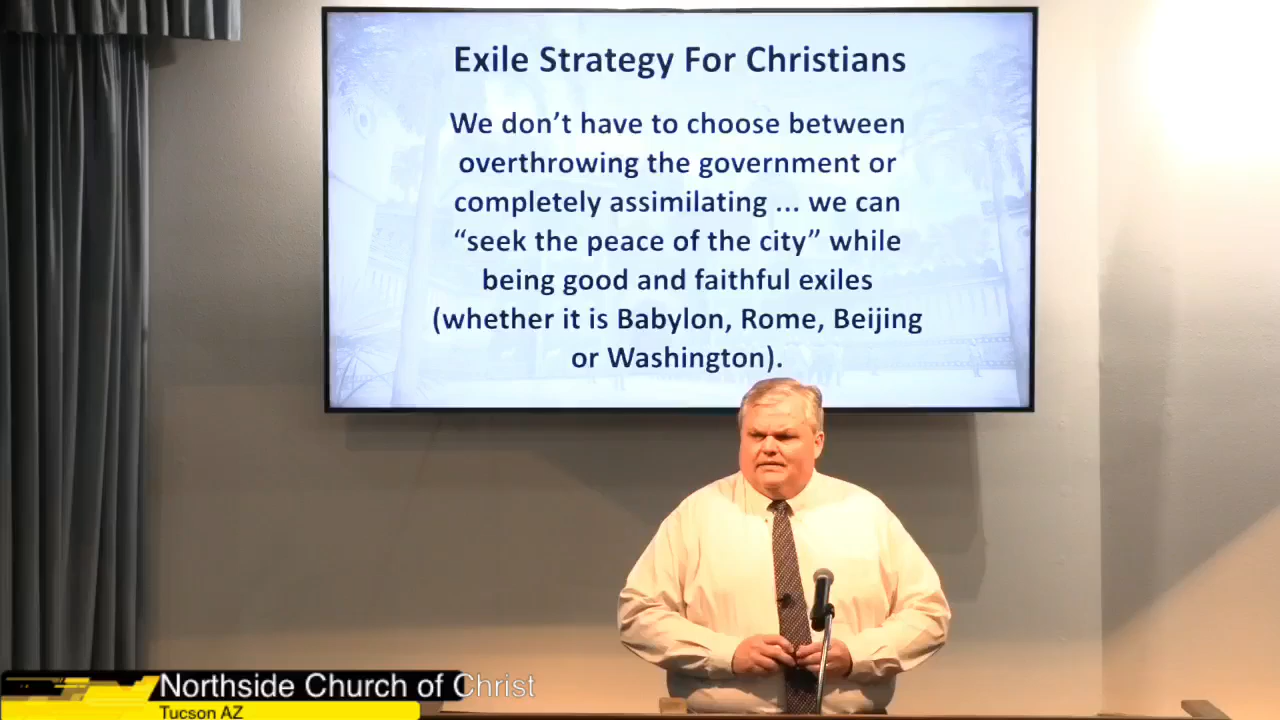 Exile Strategy For Christians
We don't have to choose between
overthrowing the government or
completely assimilating ... we can
“seek the peace of the city” while
being good and faithful exiles
(whether it is Babylon, Rome, Beijing
or Washington).
Northside Church of Christ
Tucson AZ